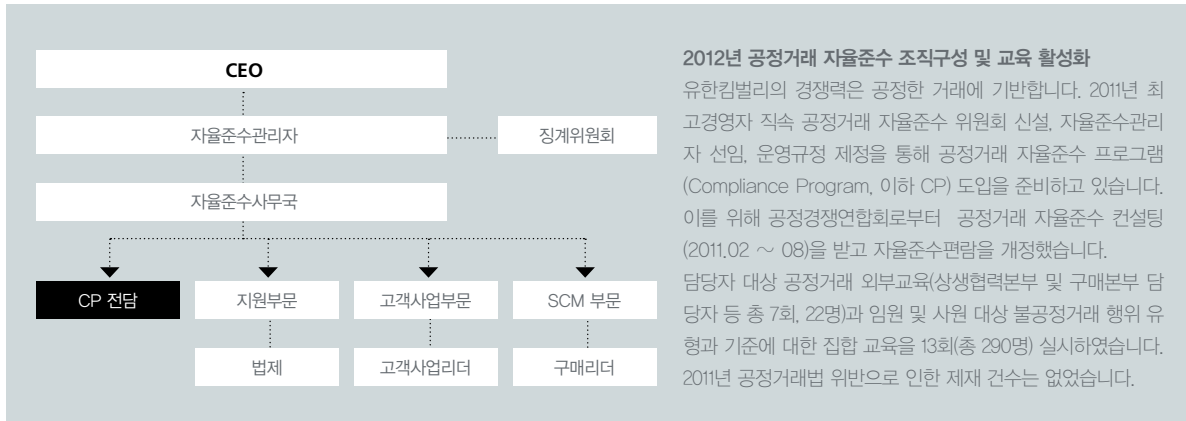 CEO
자율준수관리자
징계위원회
자율준수사무국
CP 전담
지원부문
고객사업부문
SCM 부문
법제
고객사업리더
구매리더
2012년 공정거래 자율준수 조직구성 및 교육 활성화
유한킴벌리의 경쟁력은 공정한 거래에 기반합니다. 2011년 최
고경영자 직속 공정거래 자율준수 위원회 신설, 자율준수관리
자 선임, 운영규정 제정을 통해 공정거래 자율준수 프로그램
(Compliance Program, 이하 CP) 도입을 준비하고 있습니다.
이를 위해 공정경쟁연합회로부터 공정거래 자율준수 컨설팅
(2011.02 ~ 08)을 받고 자율준수편람을 개정했습니다.
담당자 대상 공정거래 외부교육(상생협력본부 및 구매본부 담
당자 등 총 7회, 22명)과 임원 및 사원 대상 불공정거래 행위 유
형과 기준에 대한 집합 교육을 13회(총 290명) 실시하였습니다.
2011년 공정거래법 위반으로 인한 제재 건수는 없었습니다.